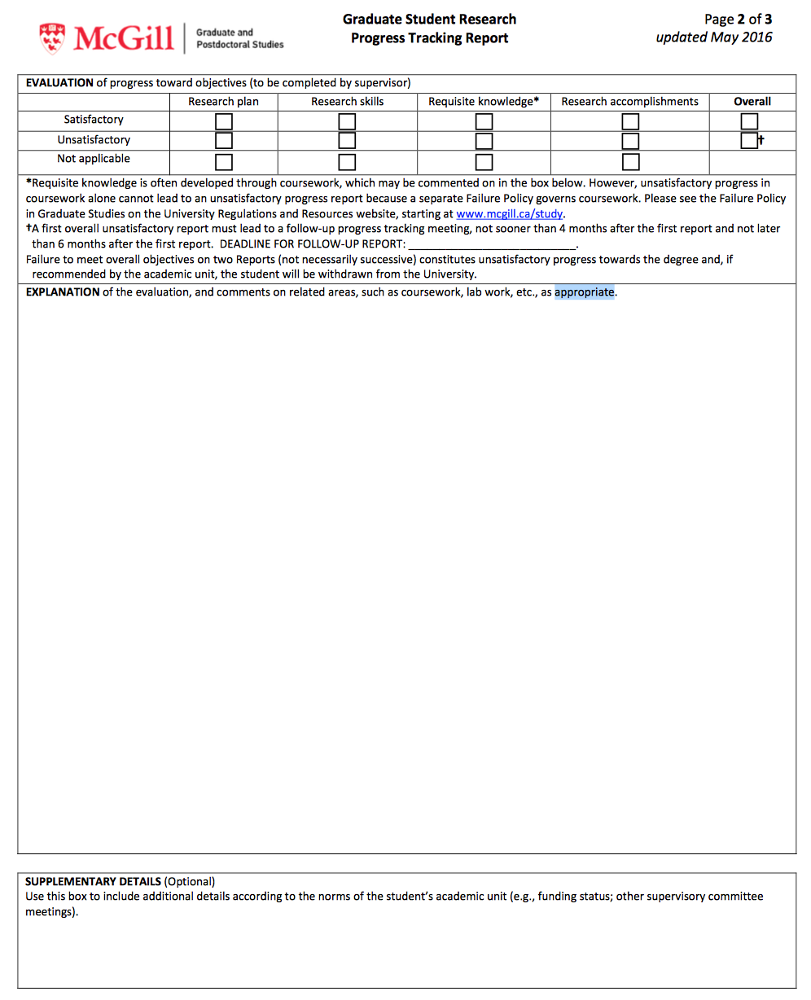 McGill
Graduate and
Postdoctoral Studies
Graduate Student Research
Progress Tracking Report
Page 2 of 3
updated May 2016
EVALUATION of progress toward objectives (to be completed by supervisor)
Research plan Research skills Requisite knowledge* Research accomplishments Overall
Satisfactory
Unsatisfactory †
Not applicable
*Requisite knowledge is often developed through coursework, which may be commented on in the box below. However, unsatisfactory progress in
coursework alone cannot lead to an unsatisfactory progress report because a separate Failure Policy governs coursework. Please see the Failure Policy
in Graduate Studies on the University Regulations and Resources website, starting at www.mcgill.ca/study.
†A first overall unsatisfactory report must lead to a follow-up progress tracking meeting, not sooner than 4 months after the first report and not later
than 6 months after the first report. DEADLINE FOR FOLLOW-UP REPORT: ___________________________.
Failure to meet overall objectives on two Reports (not necessarily successive) constitutes unsatisfactory progress towards the degree and, if
recommended by the academic unit, the student will be withdrawn from the University.
EXPLANATION of the evaluation, and comments on related areas, such as coursework, lab work, etc., as appropriate.
SUPPLEMENTARY DETAILS (Optional)
Use this box to include additional details according to the norms of the student's academic unit (e.g., funding status; other supervisory committee
meetings).